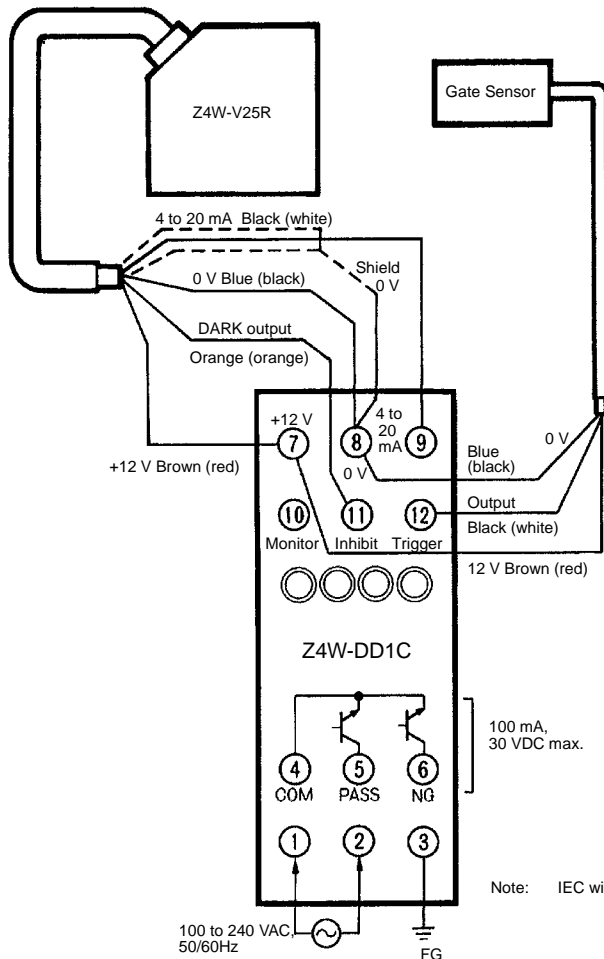 Z4W-V25R
Gate Sensor
4 to 20 mA Black (white)
Shield
0 V
0 V Blue (black)
DARK output
Orange (orange)
+12 V
4 to
20
mA
7
8
9
0 V
+12 V Brown (red)
Blue
(black)
0 V
10
11
12
Output
Black (white)
Monitor
Inhibit
Trigger
12 V Brown (red)
Z4W-DD1C
100 mA,
30 VDC max.
4
5
6
COM
PASS
NG
1
2
3
Note: IEC wi
100 to 240 VAC,
50/60Hz
FG